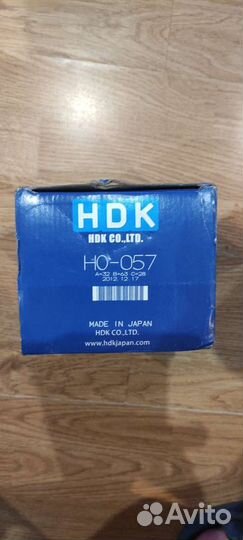 HDK
HDK CO.,LTD.
HO-057
A=32 B=63 C=28
2012.12.17
MADE IN JAPAN
HDK CO.,LTD.
www.hdkjapan.com
Avito